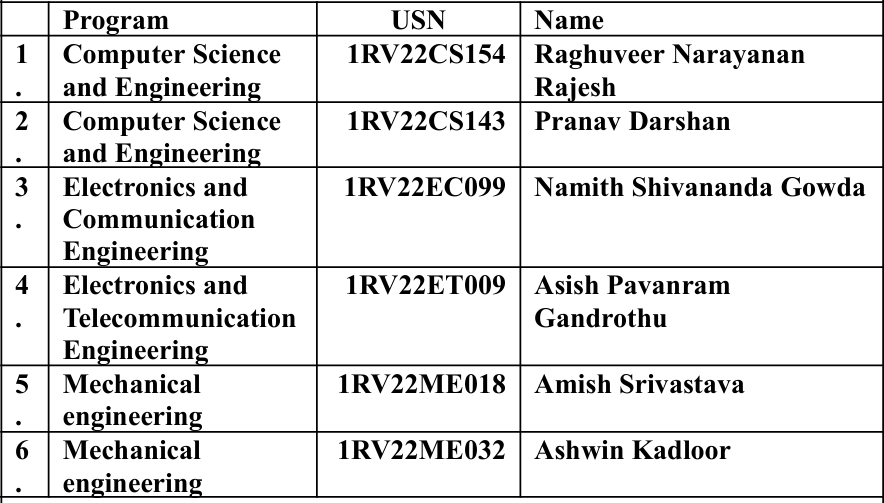 Program USN Name
1 Computer Science 1RV22CS154 Raghuveer Narayanan
. and Engineering Rajesh
2 Computer Science 1RV22CS143 Pranav Darshan
. and Engineering
3 Electronics and 1RV22EC099 Namith Shivananda Gowda
. Communication
Engineering
4 Electronics and 1RV22ET009 Asish Pavanram
. Telecommunication Gandrothu
Engineering
5 Mechanical 1RV22ME018 Amish Srivastava
. engineering
6 Mechanical 1RV22ME032 Ashwin Kadloor
. engineering